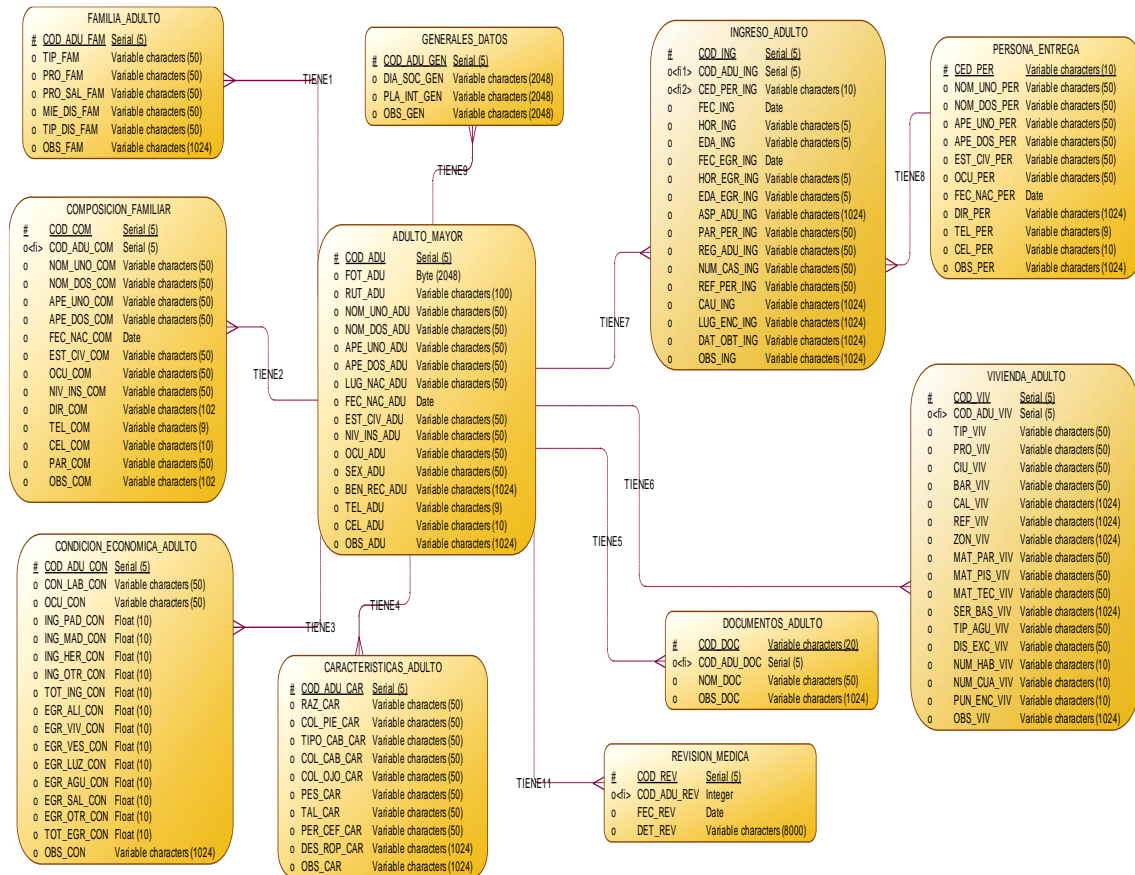 FAMILIA_ADULTO
# COD_ADU_FAM Serial (5)
o TIP_FAM Variable characters (50)
o PRO_FAM Variable characters (50)
o PRO_SAL_FAM Variable characters (50)
o MIE_DIS_FAM Variable characters (50)
o TIP_DIS_FAM Variable characters (50)
o OBS_FAM Variable characters (1024)
TIENE1
GENERALES_DATOS
# COD_ADU_GEN Serial (5)
o DIA_SOC_GEN Variable characters (2048)
o PLA_INT_GEN Variable characters (2048)
o OBS_GEN Variable characters (2048)
TIENE9
INGRESO_ADULTO
# COD_ING Serial (5)
o<fi1> COD_ADU_ING Serial (5)
o<fi2> CED_PER_ING Variable characters (10)
o FEC_ING Date
o HOR_ING Variable characters (5)
o EDA_ING Variable characters (5)
o FEC_EGR_ING Date
o HOR_EGR_ING Variable characters (5)
o EDA_EGR_ING Variable characters (5)
o ASP_ADU_ING Variable characters (1024)
o PAR_PER_ING Variable characters (50)
o REG_ADU_ING Variable characters (50)
o NUM_CAS_ING Variable characters (50)
o REF_PER_ING Variable characters (50)
o CAU_ING Variable characters (1024)
o LUG_ENC_ING Variable characters (1024)
o DAT_OBT_ING Variable characters (1024)
o OBS_ING Variable characters (1024)
TIENE8
PERSONA_ENTREGA
# CED_PER Variable characters (10)
o NOM_UNO_PER Variable characters (50)
o NOM_DOS_PER Variable characters (50)
o APE_UNO_PER Variable characters (50)
o APE_DOS_PER Variable characters (50)
o EST_CIV_PER Variable characters (50)
o OCU_PER Variable characters (50)
o FEC_NAC_PER Date
o DIR_PER Variable characters (1024)
o TEL_PER Variable characters (9)
o CEL_PER Variable characters (10)
o OBS_PER Variable characters (1024)
COMPOSICION_FAMILIAR
# COD_COM Serial (5)
o<fi> COD_ADU_COM Serial (5)
o NOM_UNO_COM Variable characters (50)
o NOM_DOS_COM Variable characters (50)
o APE_UNO_COM Variable characters (50)
o APE_DOS_COM Variable characters (50)
o FEC_NAC_COM Date
o EST_CIV_COM Variable characters (50)
o OCU_COM Variable characters (50)
o NIV_INS_COM Variable characters (50)
o DIR_COM Variable characters (102
o TEL_COM Variable characters (9)
o CEL_COM Variable characters (10)
o PAR_COM Variable characters (50)
o OBS_COM Variable characters (102
TIENE2
ADULTO_MAYOR
# COD_ADU Serial (5)
o FOT_ADU Byte (2048)
o RUT_ADU Variable characters (100)
o NOM_UNO_ADU Variable characters (50)
o NOM_DOS_ADU Variable characters (50)
o APE_UNO_ADU Variable characters (50)
o APE_DOS_ADU Variable characters (50)
o LUG_NAC_ADU Variable characters (50)
o FEC_NAC_ADU Date
o EST_CIV_ADU Variable characters (50)
o NIV_INS_ADU Variable characters (50)
o OCU_ADU Variable characters (50)
o SEX_ADU Variable characters (50)
o BEN_REC_ADU Variable characters (1024)
o TEL_ADU Variable characters (9)
o CEL_ADU Variable characters (10)
o OBS_ADU Variable characters (1024)
TIENE7
TIENE6
TIENE5
VIVIENDA_ADULTO
# COD_VIV Serial (5)
o<fi> COD_ADU_VIV Serial (5)
o TIP_VIV Variable characters (50)
o PRO_VIV Variable characters (50)
o CIU_VIV Variable characters (50)
o BAR_VIV Variable characters (50)
o CAL_VIV Variable characters (1024)
o REF_VIV Variable characters (1024)
o ZON_VIV Variable characters (1024)
o MAT_PAR_VIV Variable characters (50)
o MAT_PIS_VIV Variable characters (50)
o MAT_TEC_VIV Variable characters (50)
o SER_BAS_VIV Variable characters (1024)
o TIP_AGU_VIV Variable characters (50)
o DIS_EXC_VIV Variable characters (50)
o NUM_HAB_VIV Variable characters (10)
o NUM_CUA_VIV Variable characters (10)
o PUN_ENC_VIV Variable characters (10)
o OBS_VIV Variable characters (1024)
CONDICION_ECONOMICA_ADULTO
# COD_ADU_CON Serial (5)
o CON_LAB_CON Variable characters (50)
o OCU_CON Variable characters (50)
o ING_PAD_CON Float (10)
o ING_MAD_CON Float (10)
o ING_HER_CON Float (10)
o ING_OTR_CON Float (10)
o TOT_ING_CON Float (10)
o EGR_ALI_CON Float (10)
o EGR_VIV_CON Float (10)
o EGR_VES_CON Float (10)
o EGR_LUZ_CON Float (10)
o EGR_AGU_CON Float (10)
o EGR_SAL_CON Float (10)
o EGR_OTR_CON Float (10)
o TOT_EGR_CON Float (10)
o OBS_CON Variable characters (1024)
TIENE3
TIENE4
CARACTERISTICAS_ADULTO
# COD_ADU_CAR Serial (5)
o RAZ_CAR Variable characters (50)
o COL_PIE_CAR Variable characters (50)
o TIPO_CAB_CAR Variable characters (50)
o COL_CAB_CAR Variable characters (50)
o COL_OJO_CAR Variable characters (50)
o PES_CAR Variable characters (50)
o TAL_CAR Variable characters (50)
o PER_CEF_CAR Variable characters (50)
o DES_ROP_CAR Variable characters (1024)
o OBS_CAR Variable characters (1024)
DOCUMENTOS_ADULTO
# COD_DOC Variable characters (20)
o<fi> COD_ADU_DOC Serial (5)
o NOM_DOC Variable characters (50)
o OBS_DOC Variable characters (1024)
TIENE11
REVISION_MEDICA
# COD_REV Serial (5)
o<fi> COD_ADU_REV Integer
o FEC_REV Date
o DET_REV Variable characters (8000)